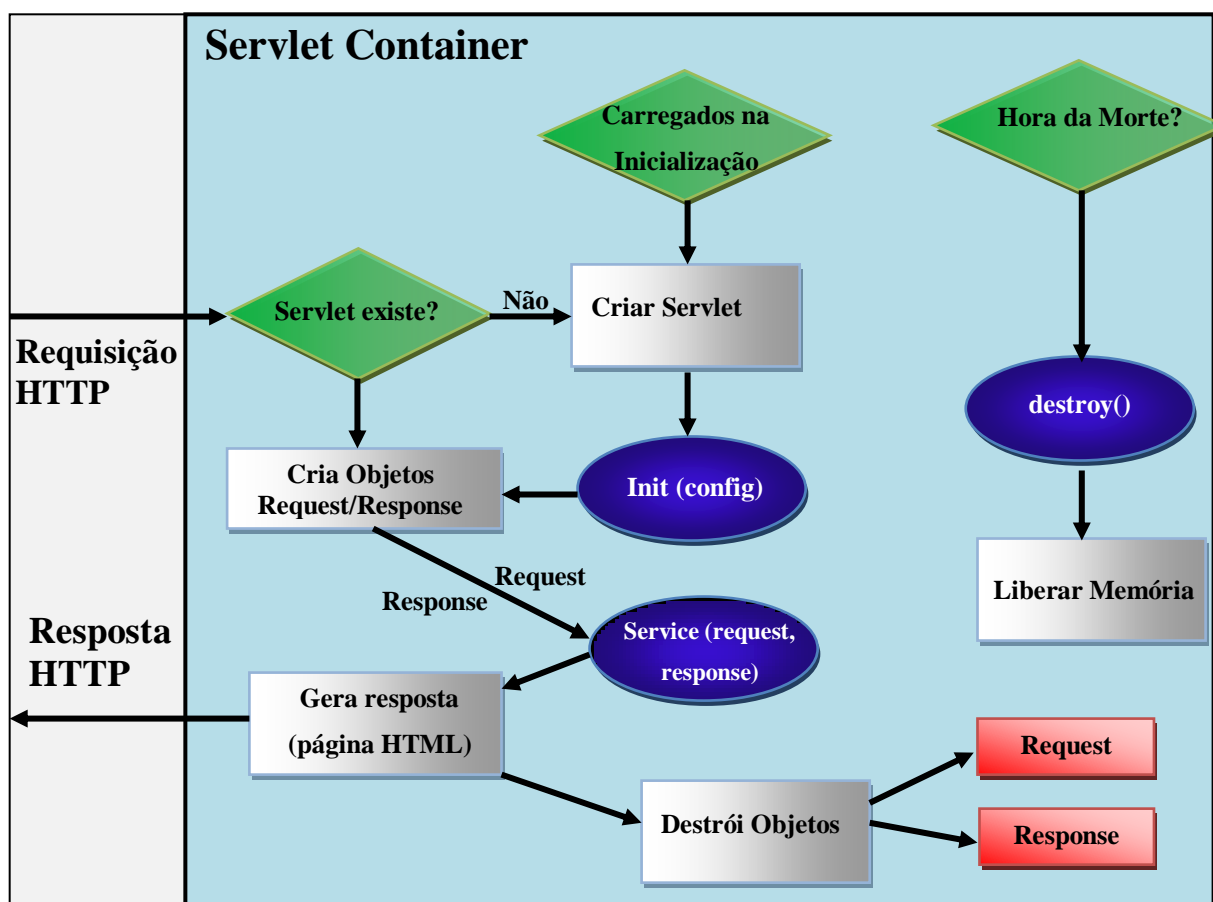 Servlet Container
Carregados na
Inicialização
Hora da Morte?
Servlet existe?
Não
Criar Servlet
Requisição
HTTP
destroy()
Cria Objetos
Request/Response
Init (config)
Request
Response
Liberar Memória
Resposta
HTTP
Service (request,
response)
Gera resposta
(página HTML)
Request
Destrói Objetos
Response